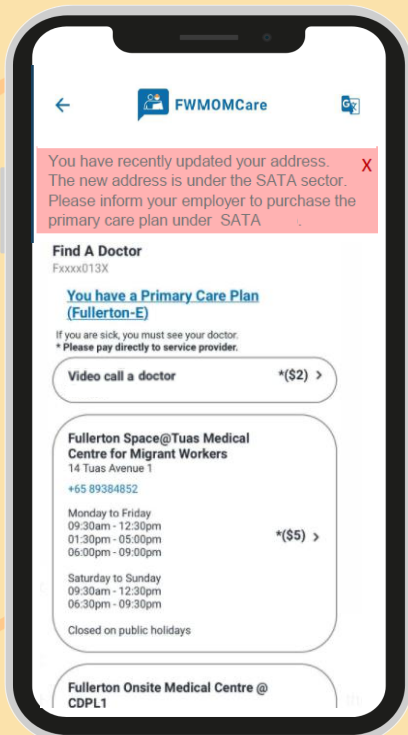 FWMOMCare
You have recently updated your address.
The new address is under the SATA sector.
Please inform your employer to purchase the
primary care plan under SATA .
X
Find A Doctor
Fxxxx013X
You have a Primary Care Plan
(Fullerton-E)
If you are sick, you must see your doctor.
* Please pay directly to service provider.
Video call a doctor *($2) >
Fullerton Space@Tuas Medical
Centre for Migrant Workers
14 Tuas Avenue 1
+65 89384852
Monday to Friday
09:30am - 12:30pm
01:30pm - 05:00pm
06:00pm - 09:00pm
*($5) >
Saturday to Sunday
09:30am - 12:30pm
06:30pm - 09:30pm
Closed on public holidays
Fullerton Onsite Medical Centre @
CDPL1